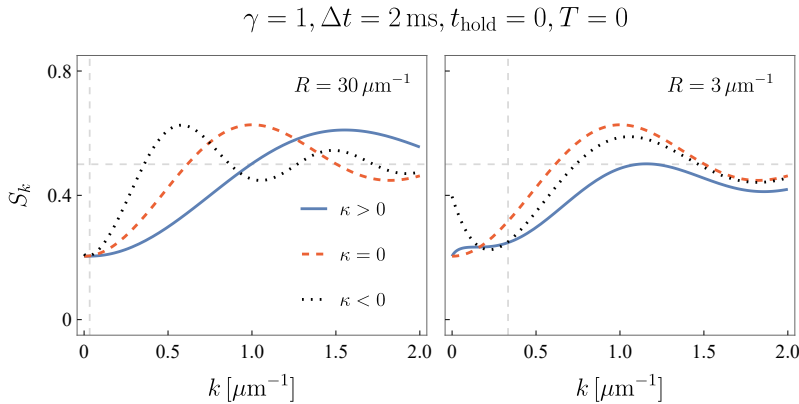 γ = 1, Δt = 2 ms, t_hold = 0, T = 0
R = 30 μm⁻¹
R = 3 μm⁻¹
0.8
0.4
0
S_k
κ > 0
κ = 0
κ < 0
0 0.5 1.0 1.5 2.0
0 0.5 1.0 1.5 2.0
k [μm⁻¹]
k [μm⁻¹]